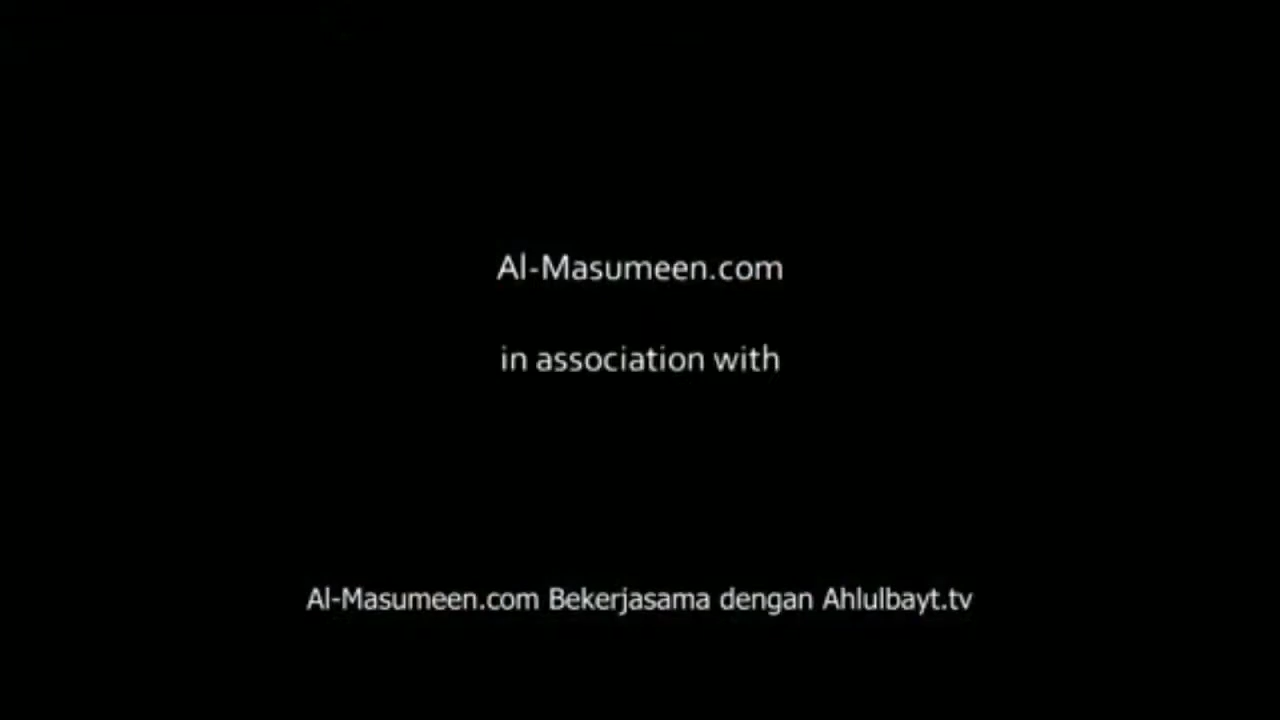 Al-Masumeen.com
in association with
Al-Masumeen.com Bekerjasama dengan Ahlulbayt.tv